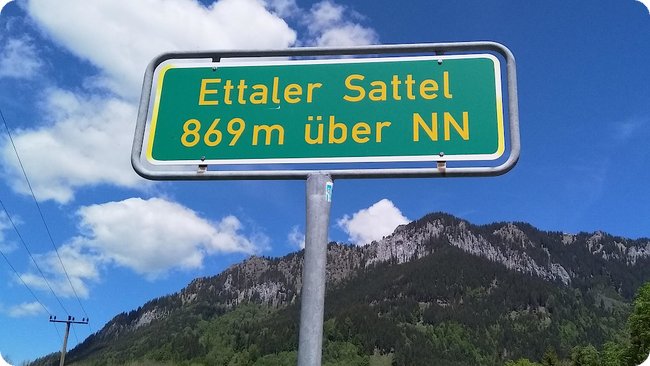 Ettaler Sattel
869m über NN